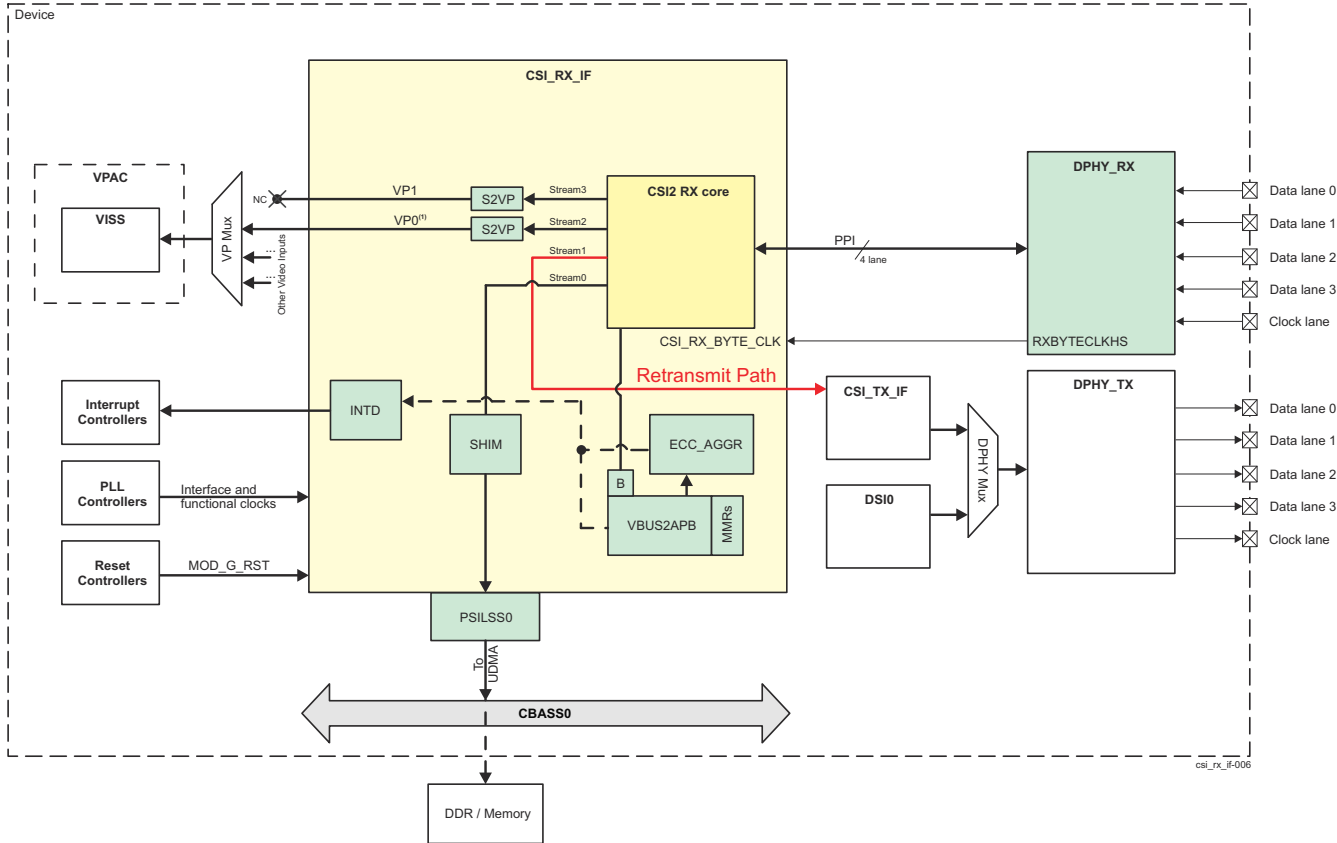 Device
CSI_RX_IF
VPAC
VISS
VP Mux
NC
VP1
S2VP
Stream3
VP0(1)
S2VP
Stream2
Stream1
Stream0
...
...
Other Video Inputs
CSI2 RX core
PPI
4 lane
DPHY_RX
Data lane 0
Data lane 1
Data lane 2
Data lane 3
Clock lane
CSI_RX_BYTE_CLK
RXBYTECLKHS
Retransmit Path
CSI_TX_IF
DPHY Mux
DSI0
DPHY_TX
Data lane 0
Data lane 1
Data lane 2
Data lane 3
Clock lane
Interrupt
Controllers
INTD
SHIM
ECC_AGGR
B
VBUS2APB
MMRs
PLL
Controllers
Interface and
functional clocks
Reset
Controllers
MOD_G_RST
PSILSS0
To
UDMA
CBASS0
csi_rx_if-006
DDR / Memory